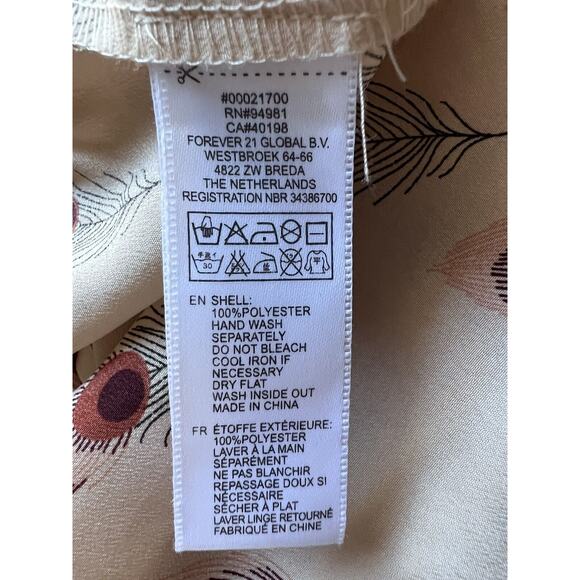 #00021700
RN#94981
CA#40198
FOREVER 21 GLOBAL B.V.
WESTBROEK 64-66
4822 ZW BREDA
THE NETHERLANDS
REGISTRATION NBR 34386700
30
EN SHELL:
100%POLYESTER
HAND WASH
SEPARATELY
DO NOT BLEACH
COOL IRON IF
NECESSARY
DRY FLAT
WASH INSIDE OUT
MADE IN CHINA
FR ÉTOFFE EXTÉRIEURE:
100%POLYESTER
LAVER À LA MAIN
SÉPARÉMENT
NE PAS BLANCHIR
REPASSAGE DOUX SI
NÉCESSAIRE
SÉCHER À PLAT
LAVER LINGE RETOURNÉ
FABRIQUÉ EN CHINE